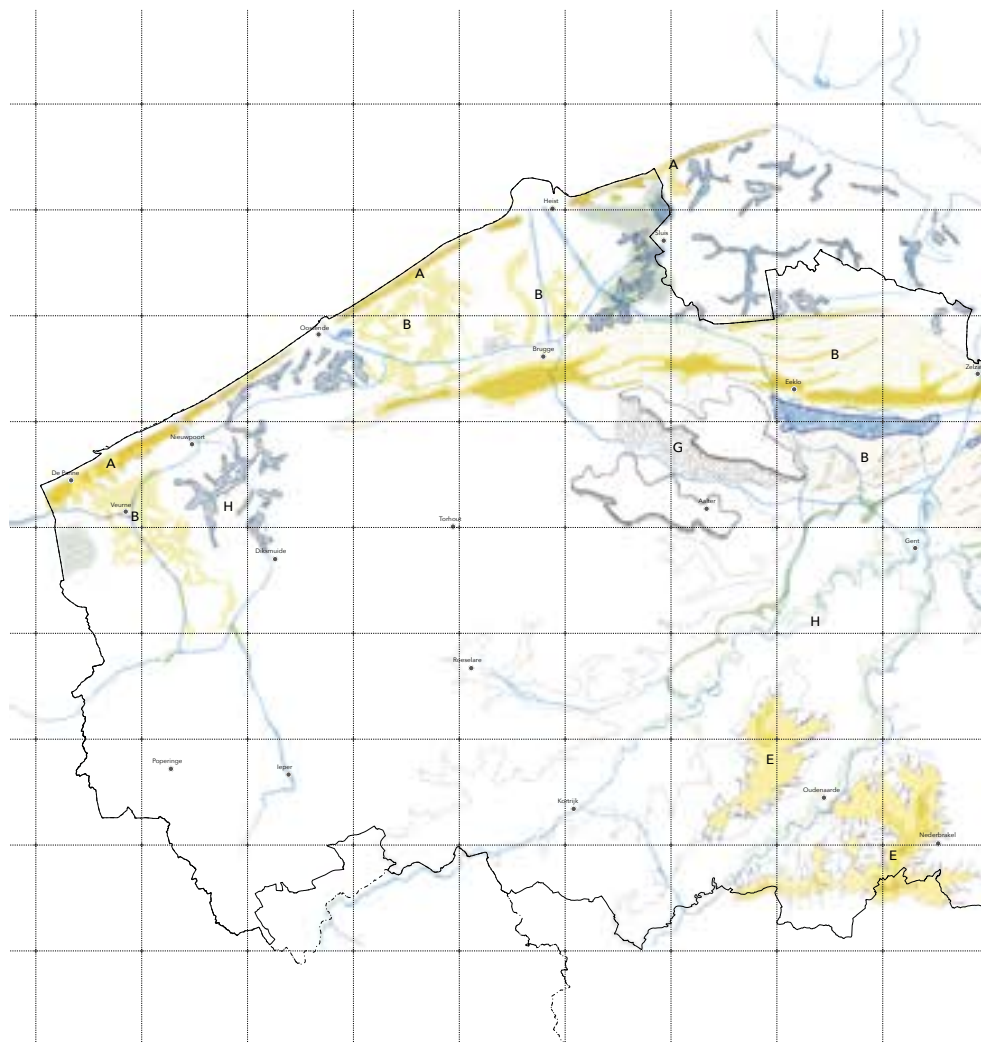 A
Heist
Sluis
A
B
B
Oostende
Brugge
B
Eeklo
Zelza
Nieuwpoort
G
B
De Panne
A
Veurne
B
H
Aalter
Torhout
Diksmuide
Gent
H
Roeselare
E
Poperinge
Ieper
Oudenaarde
Kortrijk
Nederbrakel
E